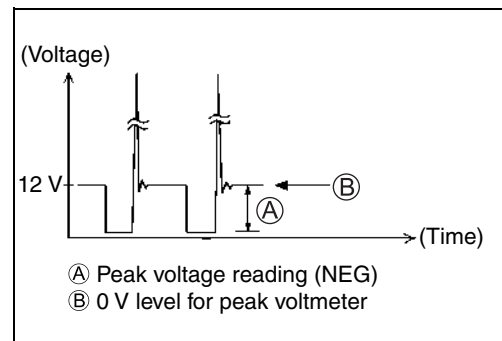 (Voltage)
12 V
Ⓑ
Ⓐ
(Time)
Ⓐ Peak voltage reading (NEG)
Ⓑ 0 V level for peak voltmeter